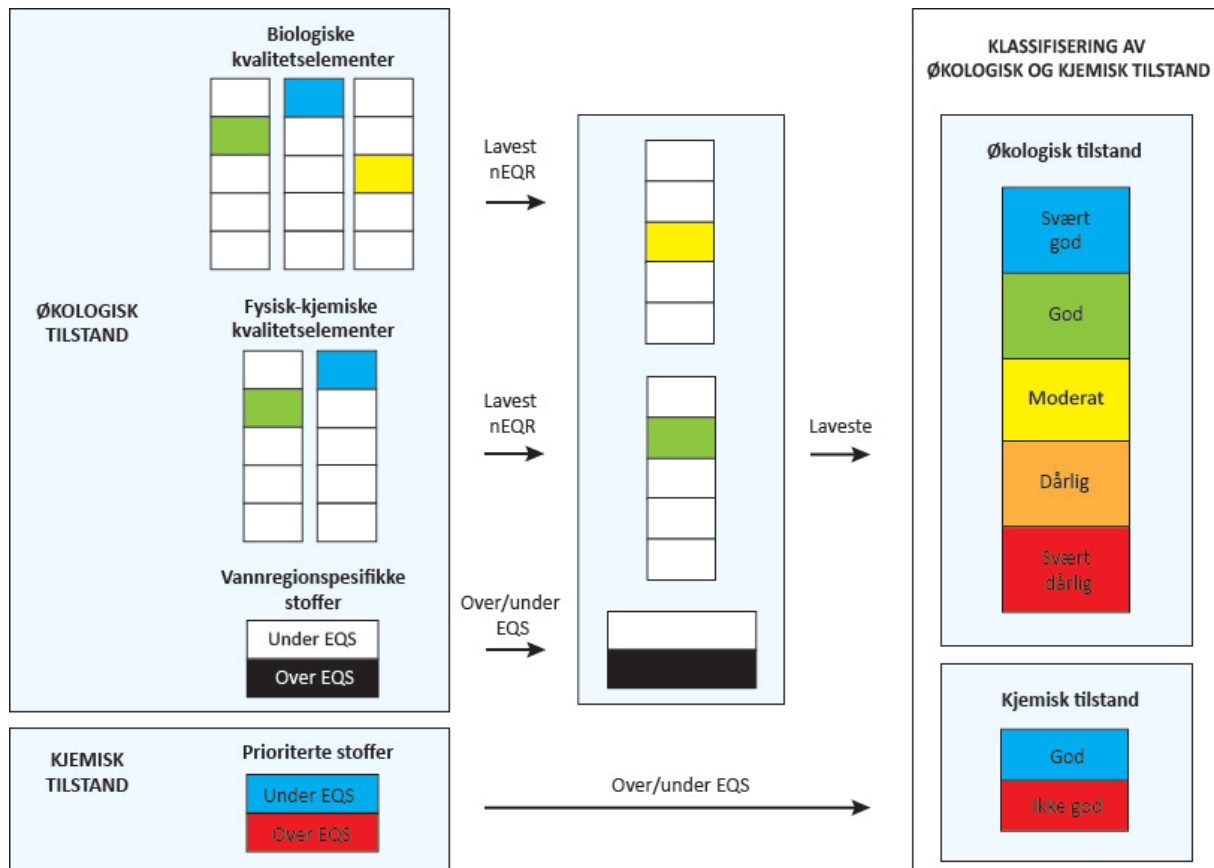 Biologiske
kvalitetselementer
ØKOLOGISK
TILSTAND
Fysisk-kjemiske
kvalitetselementer
Vannregionspesifikke
stoffer
Under EQS
Over EQS
KJEMISK
TILSTAND
Prioriterte stoffer
Under EQS
Over EQS
Lavest
nEQR
Lavest
nEQR
Over/under
EQS
Laveste
Over/under EQS
KLASSIFISERING AV
ØKOLOGISK OG KJEMISK TILSTAND
Økologisk tilstand
Svært
god
God
Moderat
Dårlig
Svært
dårlig
Kjemisk tilstand
God
Ikke god